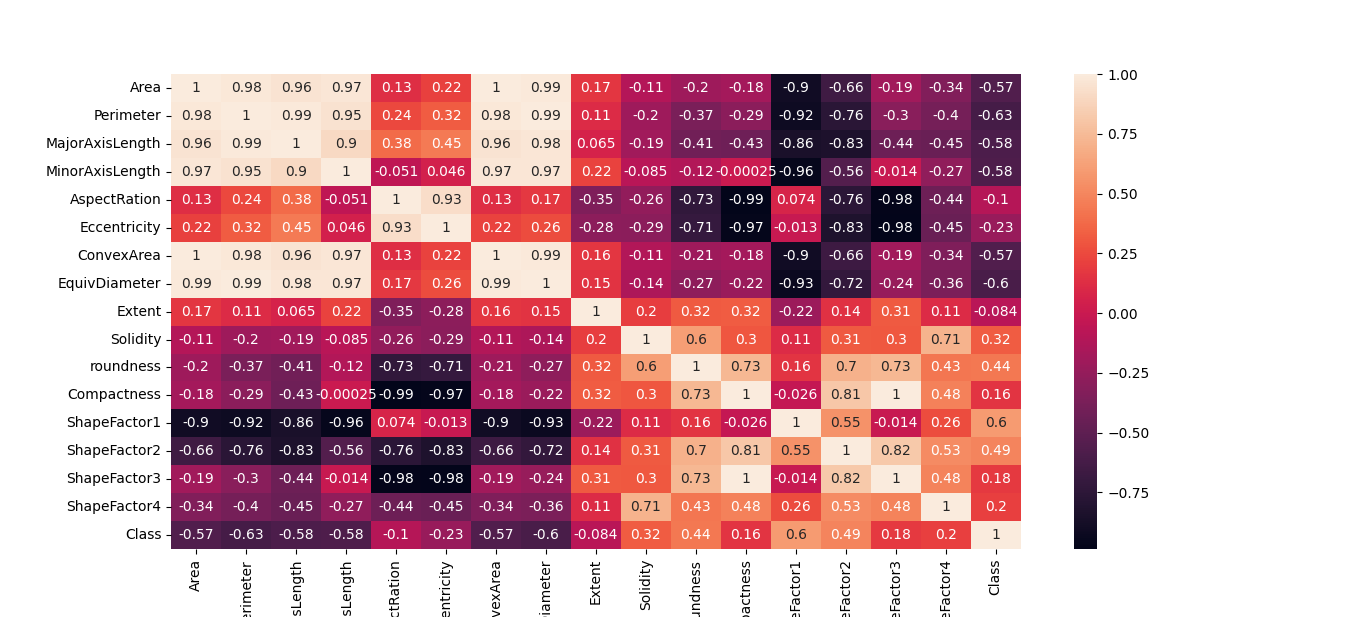 Area 1 0.98 0.96 0.97 0.13 0.22 1 0.99 0.17 -0.11 -0.2 -0.18 -0.9 -0.66 -0.19 -0.34 -0.57 1.00
Perimeter 0.98 1 0.99 0.95 0.24 0.32 0.98 0.99 0.11 -0.2 -0.37 -0.29 -0.92 -0.76 -0.3 -0.4 -0.63
MajorAxisLength 0.96 0.99 1 0.9 0.38 0.45 0.96 0.98 0.065 -0.19 -0.41 -0.43 -0.86 -0.83 -0.44 -0.45 -0.58 0.75
MinorAxisLength 0.97 0.95 0.9 1 -0.051 0.046 0.97 0.97 0.22 -0.085 -0.12 -0.00025 -0.96 -0.56 -0.014 -0.27 -0.58
AspectRation 0.13 0.24 0.38 -0.051 1 0.93 0.13 0.17 -0.35 -0.26 -0.73 -0.99 0.074 -0.76 -0.98 -0.44 -0.1 0.50
Eccentricity 0.22 0.32 0.45 0.046 0.93 1 0.22 0.26 -0.28 -0.29 -0.71 -0.97 -0.013 -0.83 -0.98 -0.45 -0.23
ConvexArea 1 0.98 0.96 0.97 0.13 0.22 1 0.99 0.16 -0.11 -0.21 -0.18 -0.9 -0.66 -0.19 -0.34 -0.57 0.25
EquivDiameter 0.99 0.99 0.98 0.97 0.17 0.26 0.99 1 0.15 -0.14 -0.27 -0.22 -0.93 -0.72 -0.24 -0.36 -0.6
Extent 0.17 0.11 0.065 0.22 -0.35 -0.28 0.16 0.15 1 0.2 0.32 0.32 -0.22 0.14 0.31 0.11 -0.084 0.00
Solidity -0.11 -0.2 -0.19 -0.085 -0.26 -0.29 -0.11 -0.14 0.2 1 0.6 0.3 0.11 0.31 0.3 0.71 0.32
roundness -0.2 -0.37 -0.41 -0.12 -0.73 -0.71 -0.21 -0.27 0.32 0.6 1 0.73 0.16 0.7 0.73 0.43 0.44 −0.25
Compactness -0.18 -0.29 -0.43 -0.00025 -0.99 -0.97 -0.18 -0.22 0.32 0.3 0.73 1 -0.026 0.81 1 0.48 0.16
ShapeFactor1 -0.9 -0.92 -0.86 -0.96 0.074 -0.013 -0.9 -0.93 -0.22 0.11 0.16 -0.026 1 0.55 -0.014 0.26 0.6
ShapeFactor2 -0.66 -0.76 -0.83 -0.56 -0.76 -0.83 -0.66 -0.72 0.14 0.31 0.7 0.81 0.55 1 0.82 0.53 0.49 −0.50
ShapeFactor3 -0.19 -0.3 -0.44 -0.014 -0.98 -0.98 -0.19 -0.24 0.31 0.3 0.73 1 -0.014 0.82 1 0.48 0.18
ShapeFactor4 -0.34 -0.4 -0.45 -0.27 -0.44 -0.45 -0.34 -0.36 0.11 0.71 0.43 0.48 0.26 0.53 0.48 1 0.2 −0.75
Class -0.57 -0.63 -0.58 -0.58 -0.1 -0.23 -0.57 -0.6 -0.084 0.32 0.44 0.16 0.6 0.49 0.18 0.2 1
Area
erimeter
sLength
sLength
ctRation
entricity
vexArea
iameter
Extent
Solidity
undness
pactness
eFactor1
eFactor2
eFactor3
eFactor4
Class